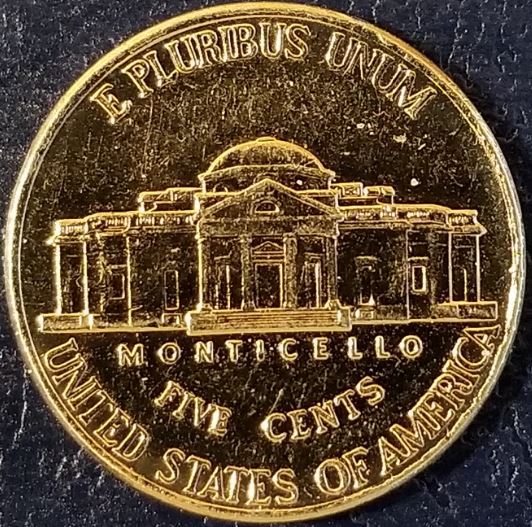 E PLURIBUS UNUM
MONTICELLO
FIVE CENTS
UNITED STATES OF AMERICA